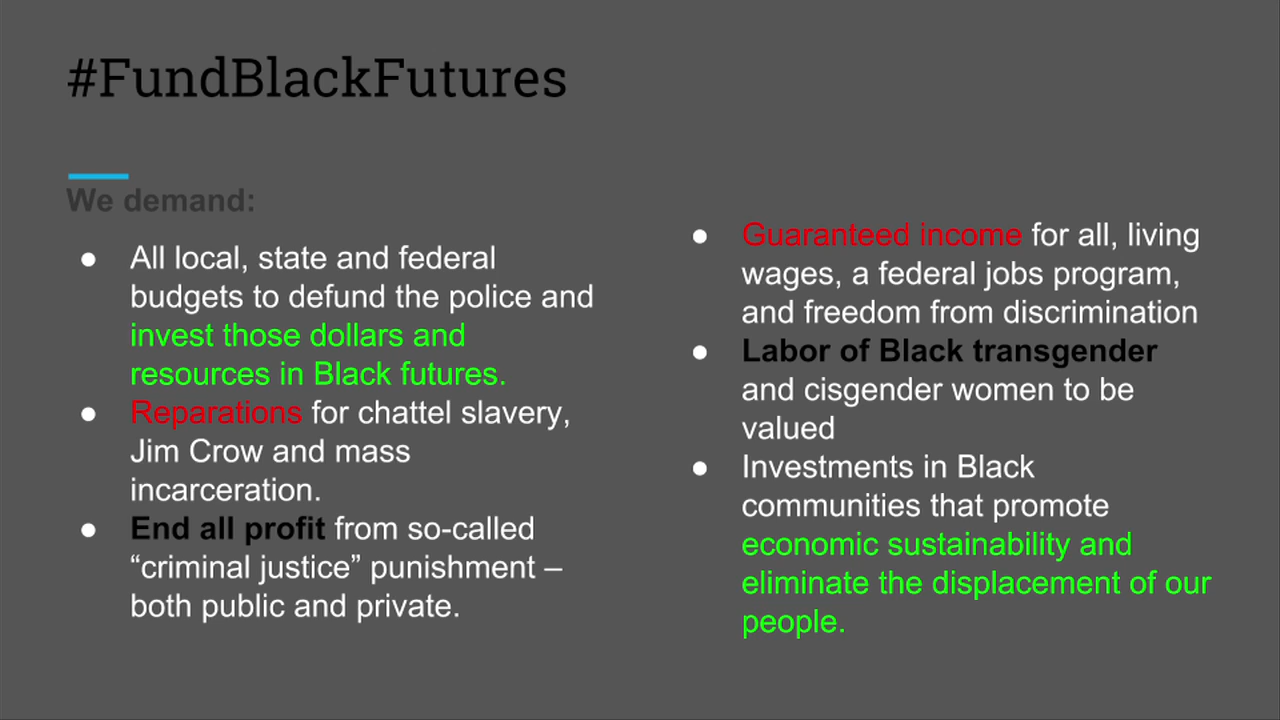 #FundBlackFutures
We demand:
● All local, state and federal
budgets to defund the police and
invest those dollars and
resources in Black futures.
● Reparations for chattel slavery,
Jim Crow and mass
incarceration.
● End all profit from so-called
“criminal justice” punishment –
both public and private.
● Guaranteed income for all, living
wages, a federal jobs program,
and freedom from discrimination
● Labor of Black transgender
and cisgender women to be
valued
● Investments in Black
communities that promote
economic sustainability and
eliminate the displacement of our
people.